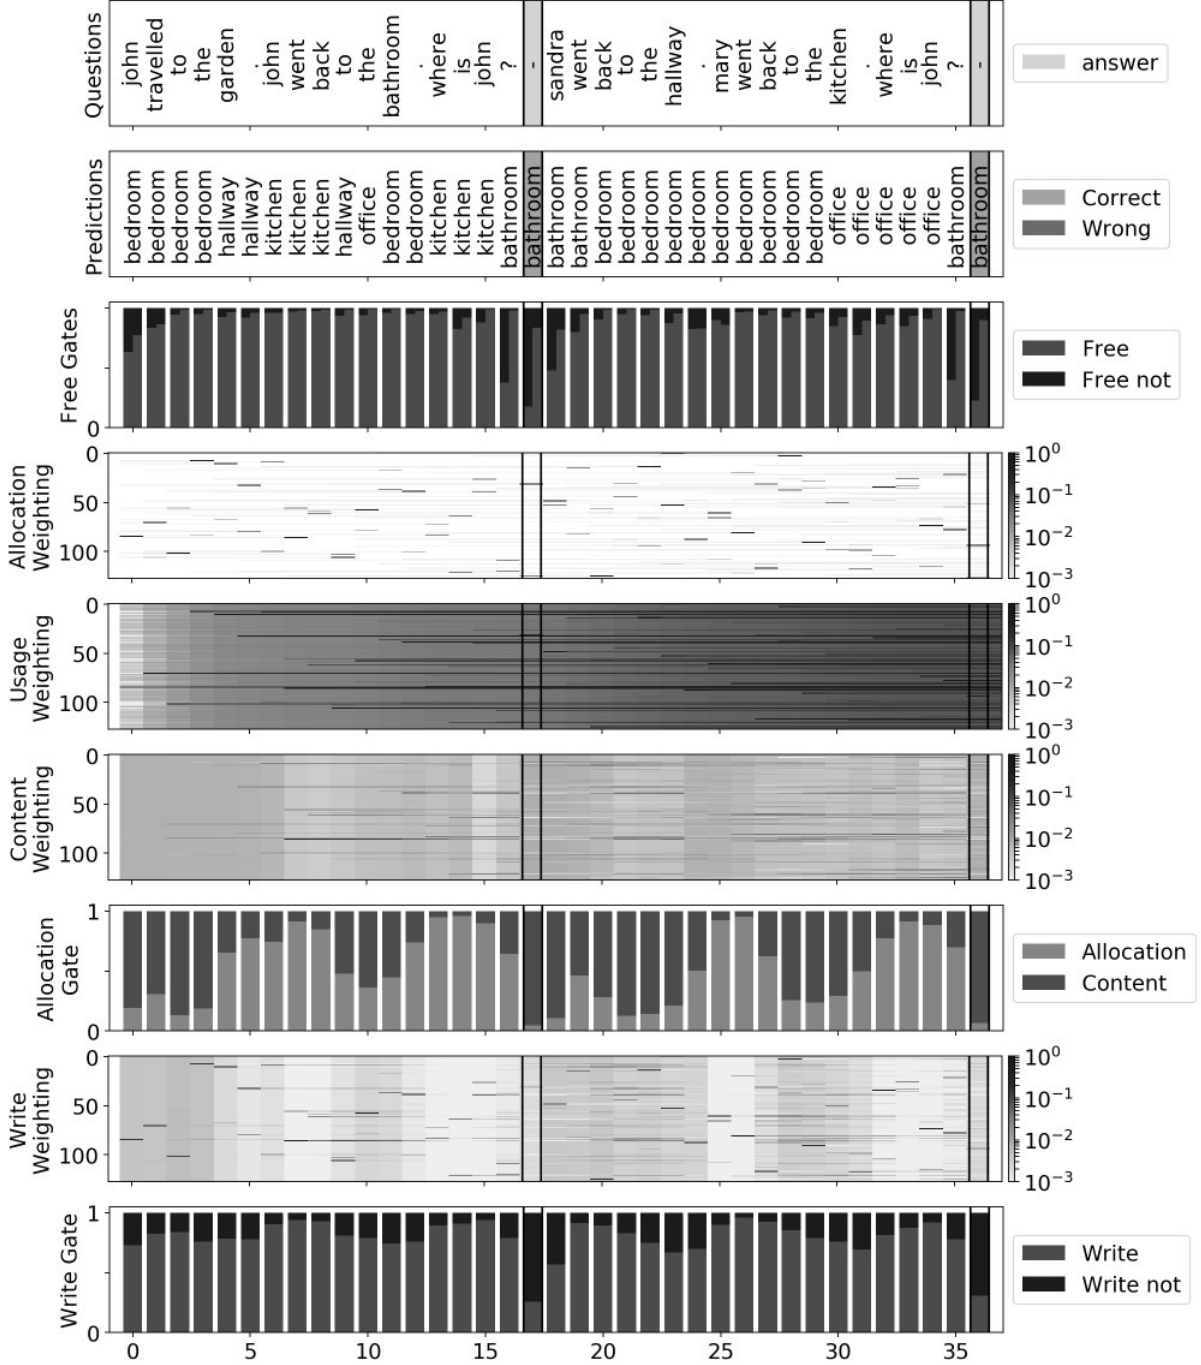 Questions
john travelled to the garden . john went back to the bathroom . where is john ? - sandra went back to the hallway . mary went back to the kitchen . where is john ? -
answer
Predictions
bedroom bedroom bedroom bedroom hallway hallway kitchen kitchen kitchen hallway office bedroom bedroom kitchen kitchen kitchen bathroom bathroom bathroom bathroom bedroom bedroom bedroom bedroom bedroom bedroom bedroom bedroom bedroom bedroom office office office office office bathroom bathroom
Correct
Wrong
Free Gates
0
Free
Free not
Allocation
Weighting
0
50
100
10^0
10^-1
10^-2
10^-3
Usage
Weighting
0
50
100
10^0
10^-1
10^-2
10^-3
Content
Weighting
0
50
100
10^0
10^-1
10^-2
10^-3
Allocation
Gate
1
0
Allocation
Content
Write
Weighting
0
50
100
10^0
10^-1
10^-2
10^-3
Write Gate
1
0
Write
Write not
0 5 10 15 20 25 30 35